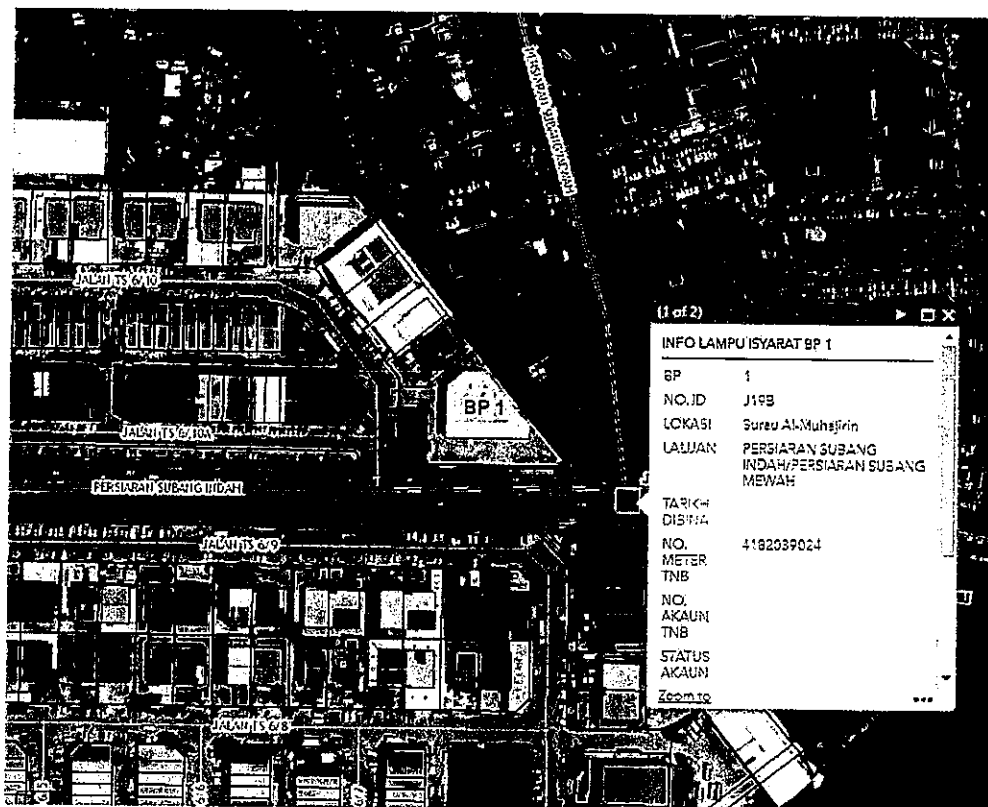 PERSIARAN SUBANG MEWAH
JALAN TS 6/10
BP 1
JALAN TS 6/10A
PERSIARAN SUBANG INDAH
JALAN TS 6/9
JALAN TS 6/8
(1 of 2)
INFO LAMPU ISYARAT BP 1
BP 1
NO. ID J19B
LOKASI Surau Al-Muhajirin
LALUAN PERSIARAN SUBANG
INDAH/PERSIARAN SUBANG
MEWAH
TARIKH
DIBINA
NO. 4182039024
METER
TNB
NO.
AKAUN
TNB
STATUS
AKAUN
Zoom to